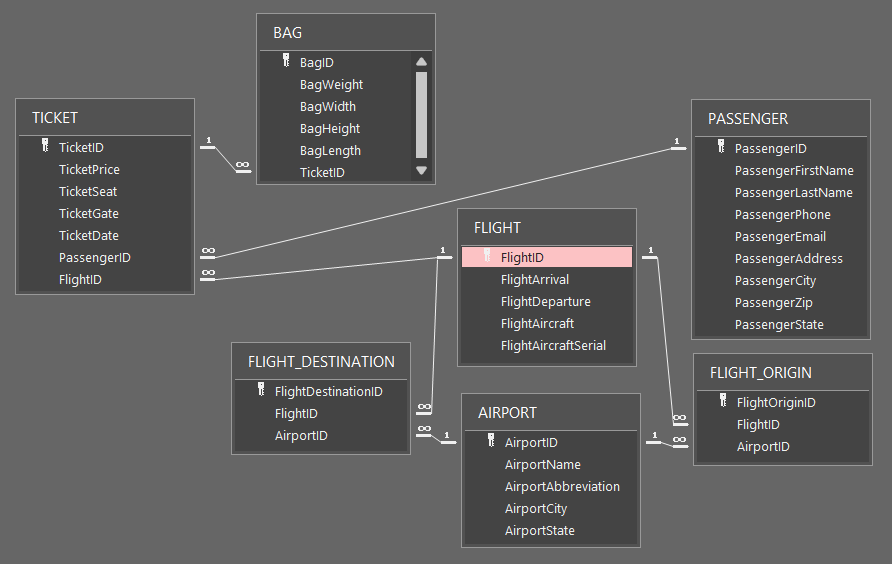 BAG
BagID
BagWeight
BagWidth
BagHeight
BagLength
TicketID
TICKET
TicketID
TicketPrice
TicketSeat
TicketGate
TicketDate
PassengerID
FlightID
1
∞
∞
∞
PASSENGER
PassengerID
PassengerFirstName
PassengerLastName
PassengerPhone
PassengerEmail
PassengerAddress
PassengerCity
PassengerZip
PassengerState
1
FLIGHT
FlightID
FlightArrival
FlightDeparture
FlightAircraft
FlightAircraftSerial
1
1
FLIGHT_DESTINATION
FlightDestinationID
FlightID
AirportID
∞
∞
AIRPORT
AirportID
AirportName
AirportAbbreviation
AirportCity
AirportState
1
1
FLIGHT_ORIGIN
FlightOriginID
FlightID
AirportID
∞
∞